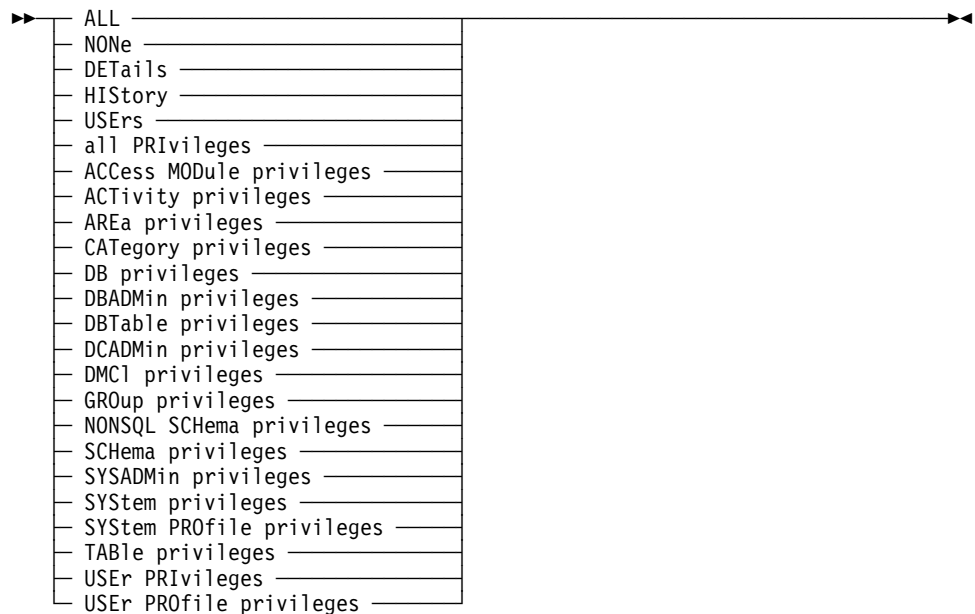 ALL
NONe
DETails
HIStory
USErs
all PRIvileges
ACCess MODule privileges
ACTivity privileges
AREa privileges
CATegory privileges
DB privileges
DBADMin privileges
DBTable privileges
DCADMin privileges
DMCl privileges
GROup privileges
NONSQL SCHema privileges
SCHema privileges
SYSADMin privileges
SYStem privileges
SYStem PROfile privileges
TABle privileges
USEr PRIvileges
USEr PROfile privileges